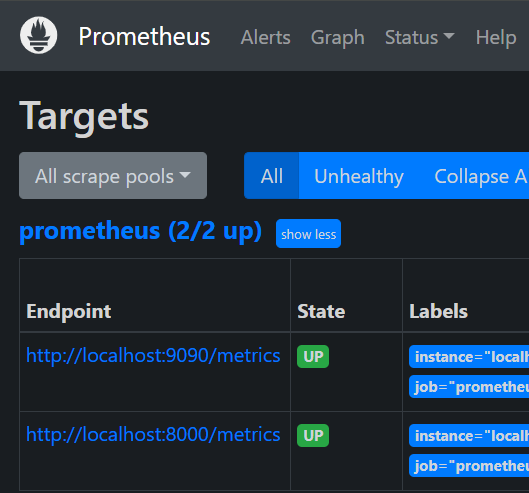 Prometheus Alerts Graph Status Help
Targets
All scrape pools All Unhealthy Collapse A
prometheus (2/2 up) show less
Endpoint State Labels
http://localhost:9090/metrics UP instance="localh
job="prometheu
http://localhost:8000/metrics UP instance="localh
job="prometheu